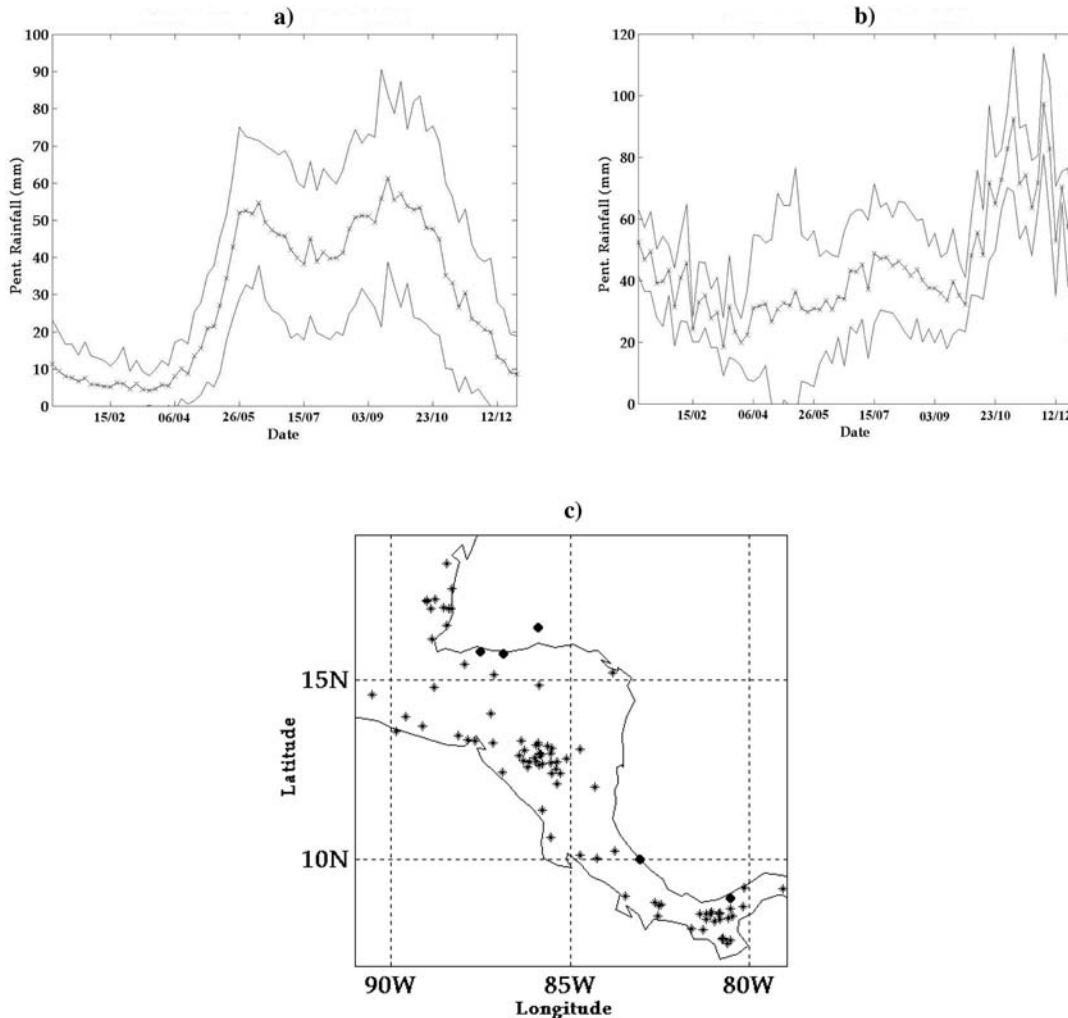 a)
100
90
80
70
60
50
40
30
20
10
0
Pent. Rainfall (mm)
15/02 06/04 26/05 15/07 03/09 23/10 12/12
Date
b)
120
100
80
60
40
20
0
Pent. Rainfall (mm)
15/02 06/04 26/05 15/07 03/09 23/10 12/12
Date
c)
15N
10N
Latitude
90W 85W 80W
Longitude